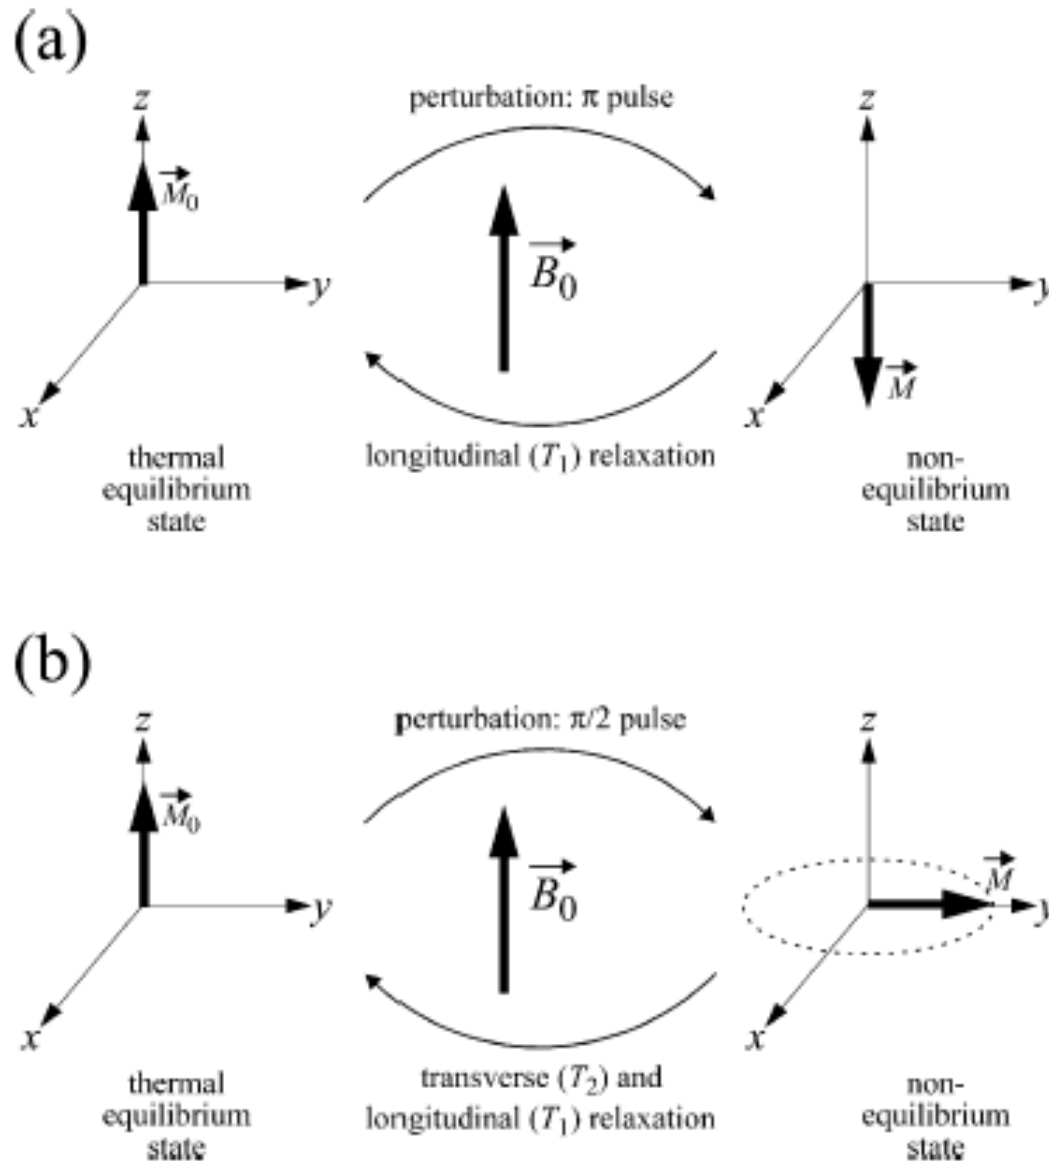 (a)
z
M₀
y
x
thermal
equilibrium
state
perturbation: π pulse
B₀
longitudinal (T₁) relaxation
z
y
M
x
non-
equilibrium
state
(b)
z
M₀
y
x
thermal
equilibrium
state
perturbation: π/2 pulse
B₀
transverse (T₂) and
longitudinal (T₁) relaxation
z
M
y
x
non-
equilibrium
state